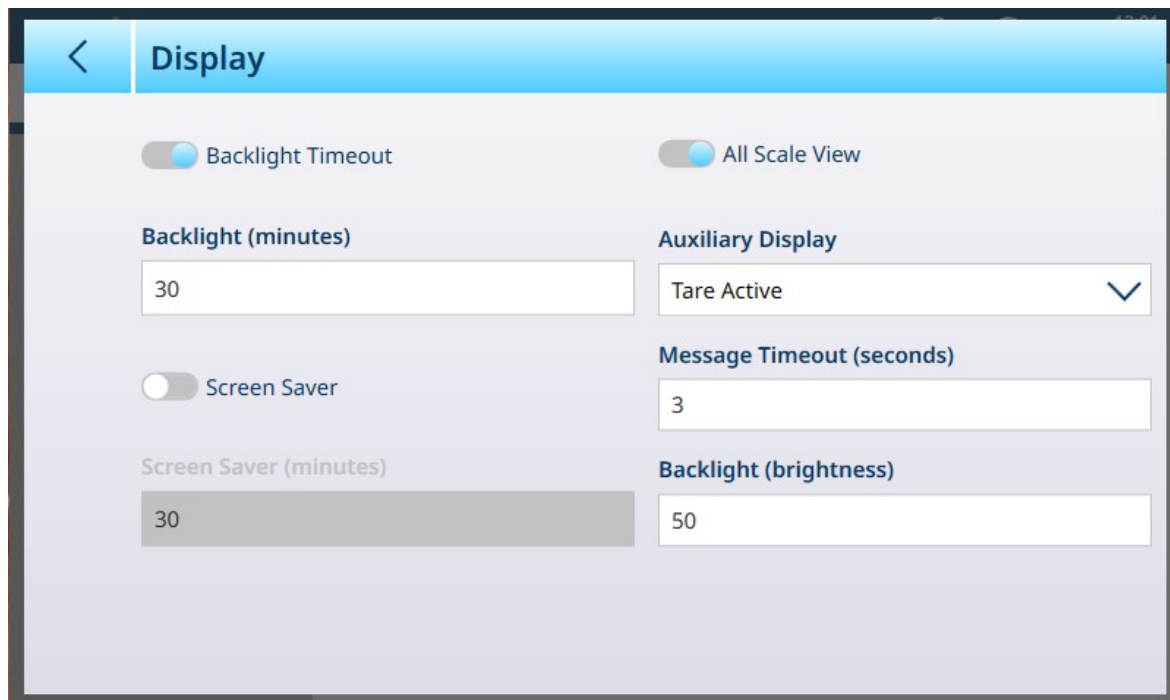 Display
Backlight Timeout
All Scale View
Backlight (minutes)
30
Auxiliary Display
Tare Active
Screen Saver
Message Timeout (seconds)
3
Screen Saver (minutes)
30
Backlight (brightness)
50